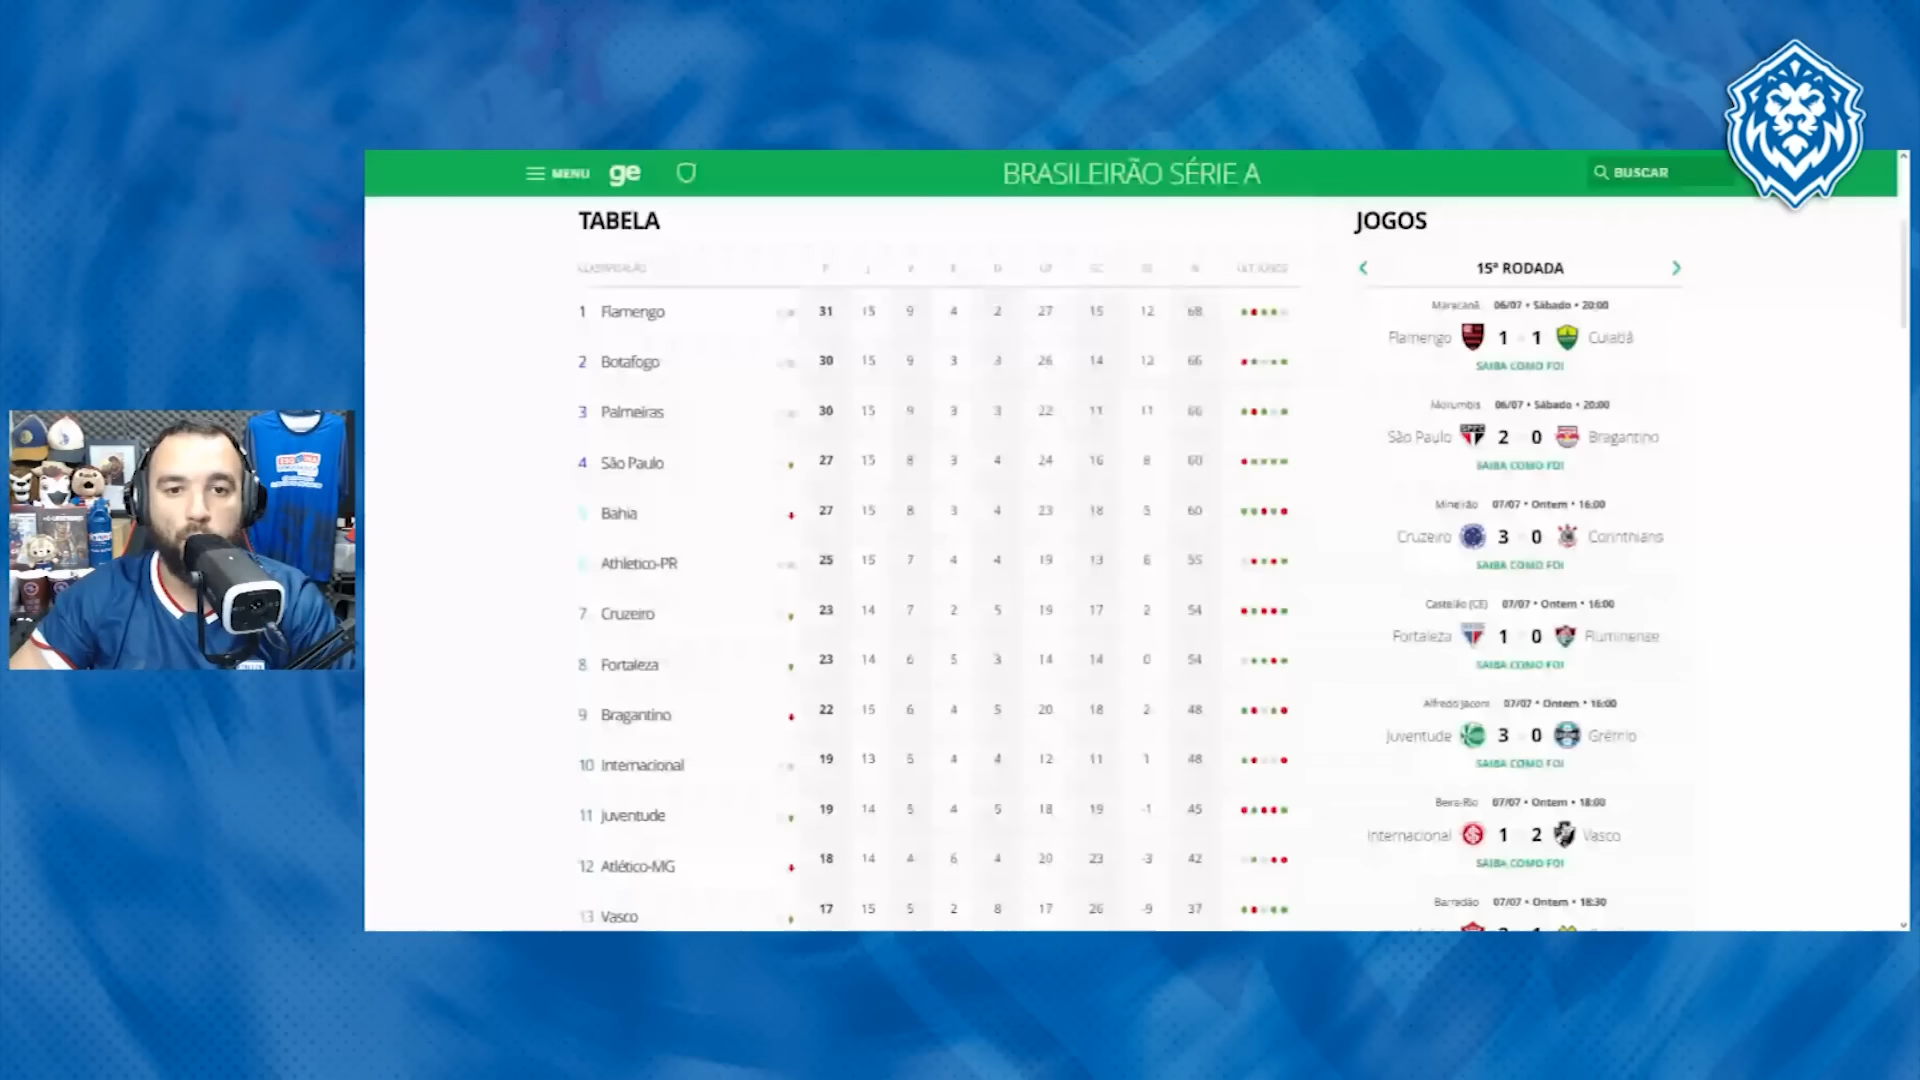 MENU ge BRASILEIRÃO SÉRIE A BUSCAR
TABELA
CLASSIFICAÇÃO P J V E D GP GC SG % ÚLT. JOGOS
1 Flamengo 31 15 9 4 2 27 15 12 68
2 Botafogo 30 15 9 3 3 26 14 12 66
3 Palmeiras 30 15 9 3 3 22 11 11 66
4 São Paulo 27 15 8 3 4 24 16 8 60
5 Bahia 27 15 8 3 4 23 18 5 60
6 Athletico-PR 25 15 7 4 4 19 13 6 55
7 Cruzeiro 23 14 7 2 5 19 17 2 54
8 Fortaleza 23 14 6 5 3 14 14 0 54
9 Bragantino 22 15 6 4 5 20 18 2 48
10 Internacional 19 13 5 4 4 12 11 1 48
11 Juventude 19 14 5 4 5 18 19 -1 45
12 Atlético-MG 18 14 4 6 4 20 23 -3 42
13 Vasco 17 15 5 2 8 17 26 -9 37
JOGOS
15ª RODADA
Maracanã 06/07 • Sábado • 20:00
Flamengo 1 1 Cuiabá
SAIBA COMO FOI
Morumbis 06/07 • Sábado • 20:00
São Paulo 2 0 Bragantino
SAIBA COMO FOI
Mineirão 07/07 • Ontem • 16:00
Cruzeiro 3 0 Corinthians
SAIBA COMO FOI
Castelão (CE) 07/07 • Ontem • 16:00
Fortaleza 1 0 Fluminense
SAIBA COMO FOI
Alfredo Jaconi 07/07 • Ontem • 16:00
Juventude 3 0 Grêmio
SAIBA COMO FOI
Beira-Rio 07/07 • Ontem • 18:00
Internacional 1 2 Vasco
SAIBA COMO FOI
Barradão 07/07 • Ontem • 18:30